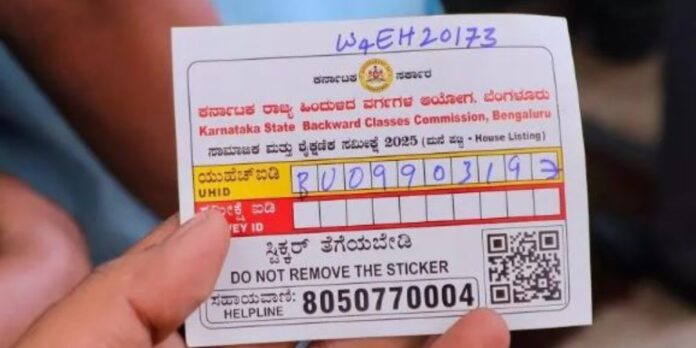 W4EH20173
ಕರ್ನಾಟಕ ಸರ್ಕಾರ
ಕರ್ನಾಟಕ ರಾಜ್ಯ ಹಿಂದುಳಿದ ವರ್ಗಗಳ ಆಯೋಗ. ಬೆಂಗಳೂರು
Karnataka State Backward Classes Commission, Bengaluru
ಸಾಮಾಜಿಕ ಮತ್ತು ಶೈಕ್ಷಣಿಕ ಸಮೀಕ್ಷೆ 2025 (ಮನೆ ಪಟ್ಟಿ - House Listing)
ಯುಹೆಚ್‌ಐಡಿ
UHID
BU09903197
ಸಮೀಕ್ಷೆ ಐಡಿ
VEY ID
ಸ್ಟಿಕ್ಕರ್ ತೆಗೆಯಬೇಡಿ
DO NOT REMOVE THE STICKER
ಸಹಾಯವಾಣಿ:
HELPLINE 8050770004